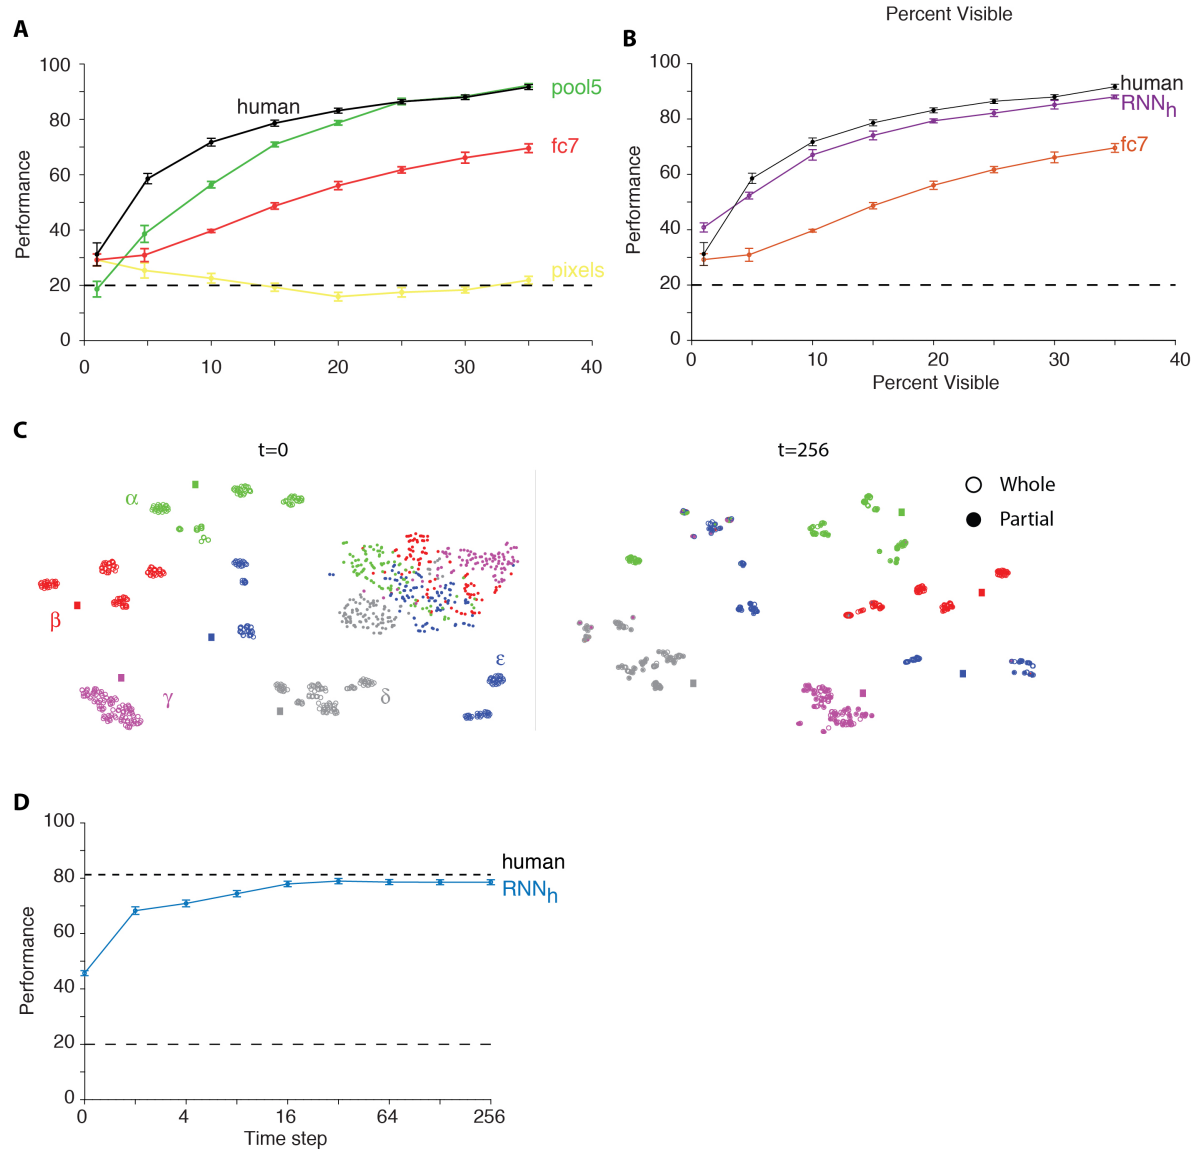 Percent Visible
A
B
100
80
60
40
20
0
Performance
human
pool5
fc7
pixels
0 10 20 30 40
100
80
60
40
20
0
Performance
human
RNNh
fc7
0 10 20 30 40
Percent Visible
C
t=0
t=256
Whole
Partial
α
β
γ
δ
ε
D
100
80
60
40
20
0
Performance
human
RNNh
0 4 16 64 256
Time step